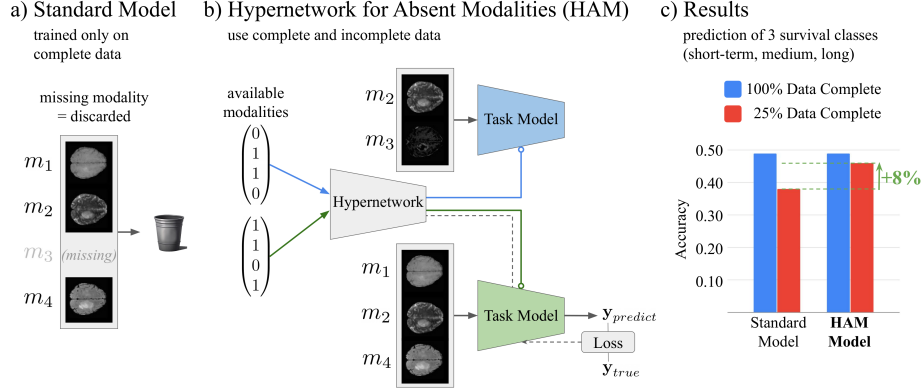 a) Standard Model
trained only on
complete data
missing modality
= discarded
m1
m2
m3 (missing)
m4
b) Hypernetwork for Absent Modalities (HAM)
use complete and incomplete data
available
modalities
0
1
1
0
1
1
0
1
Hypernetwork
m2
m3
Task Model
m1
m2
m4
Task Model
y predict
Loss
y true
c) Results
prediction of 3 survival classes
(short-term, medium, long)
100% Data Complete
25% Data Complete
Accuracy
0.50
0.40
0.30
0.20
0.10
+8%
Standard
Model
HAM
Model